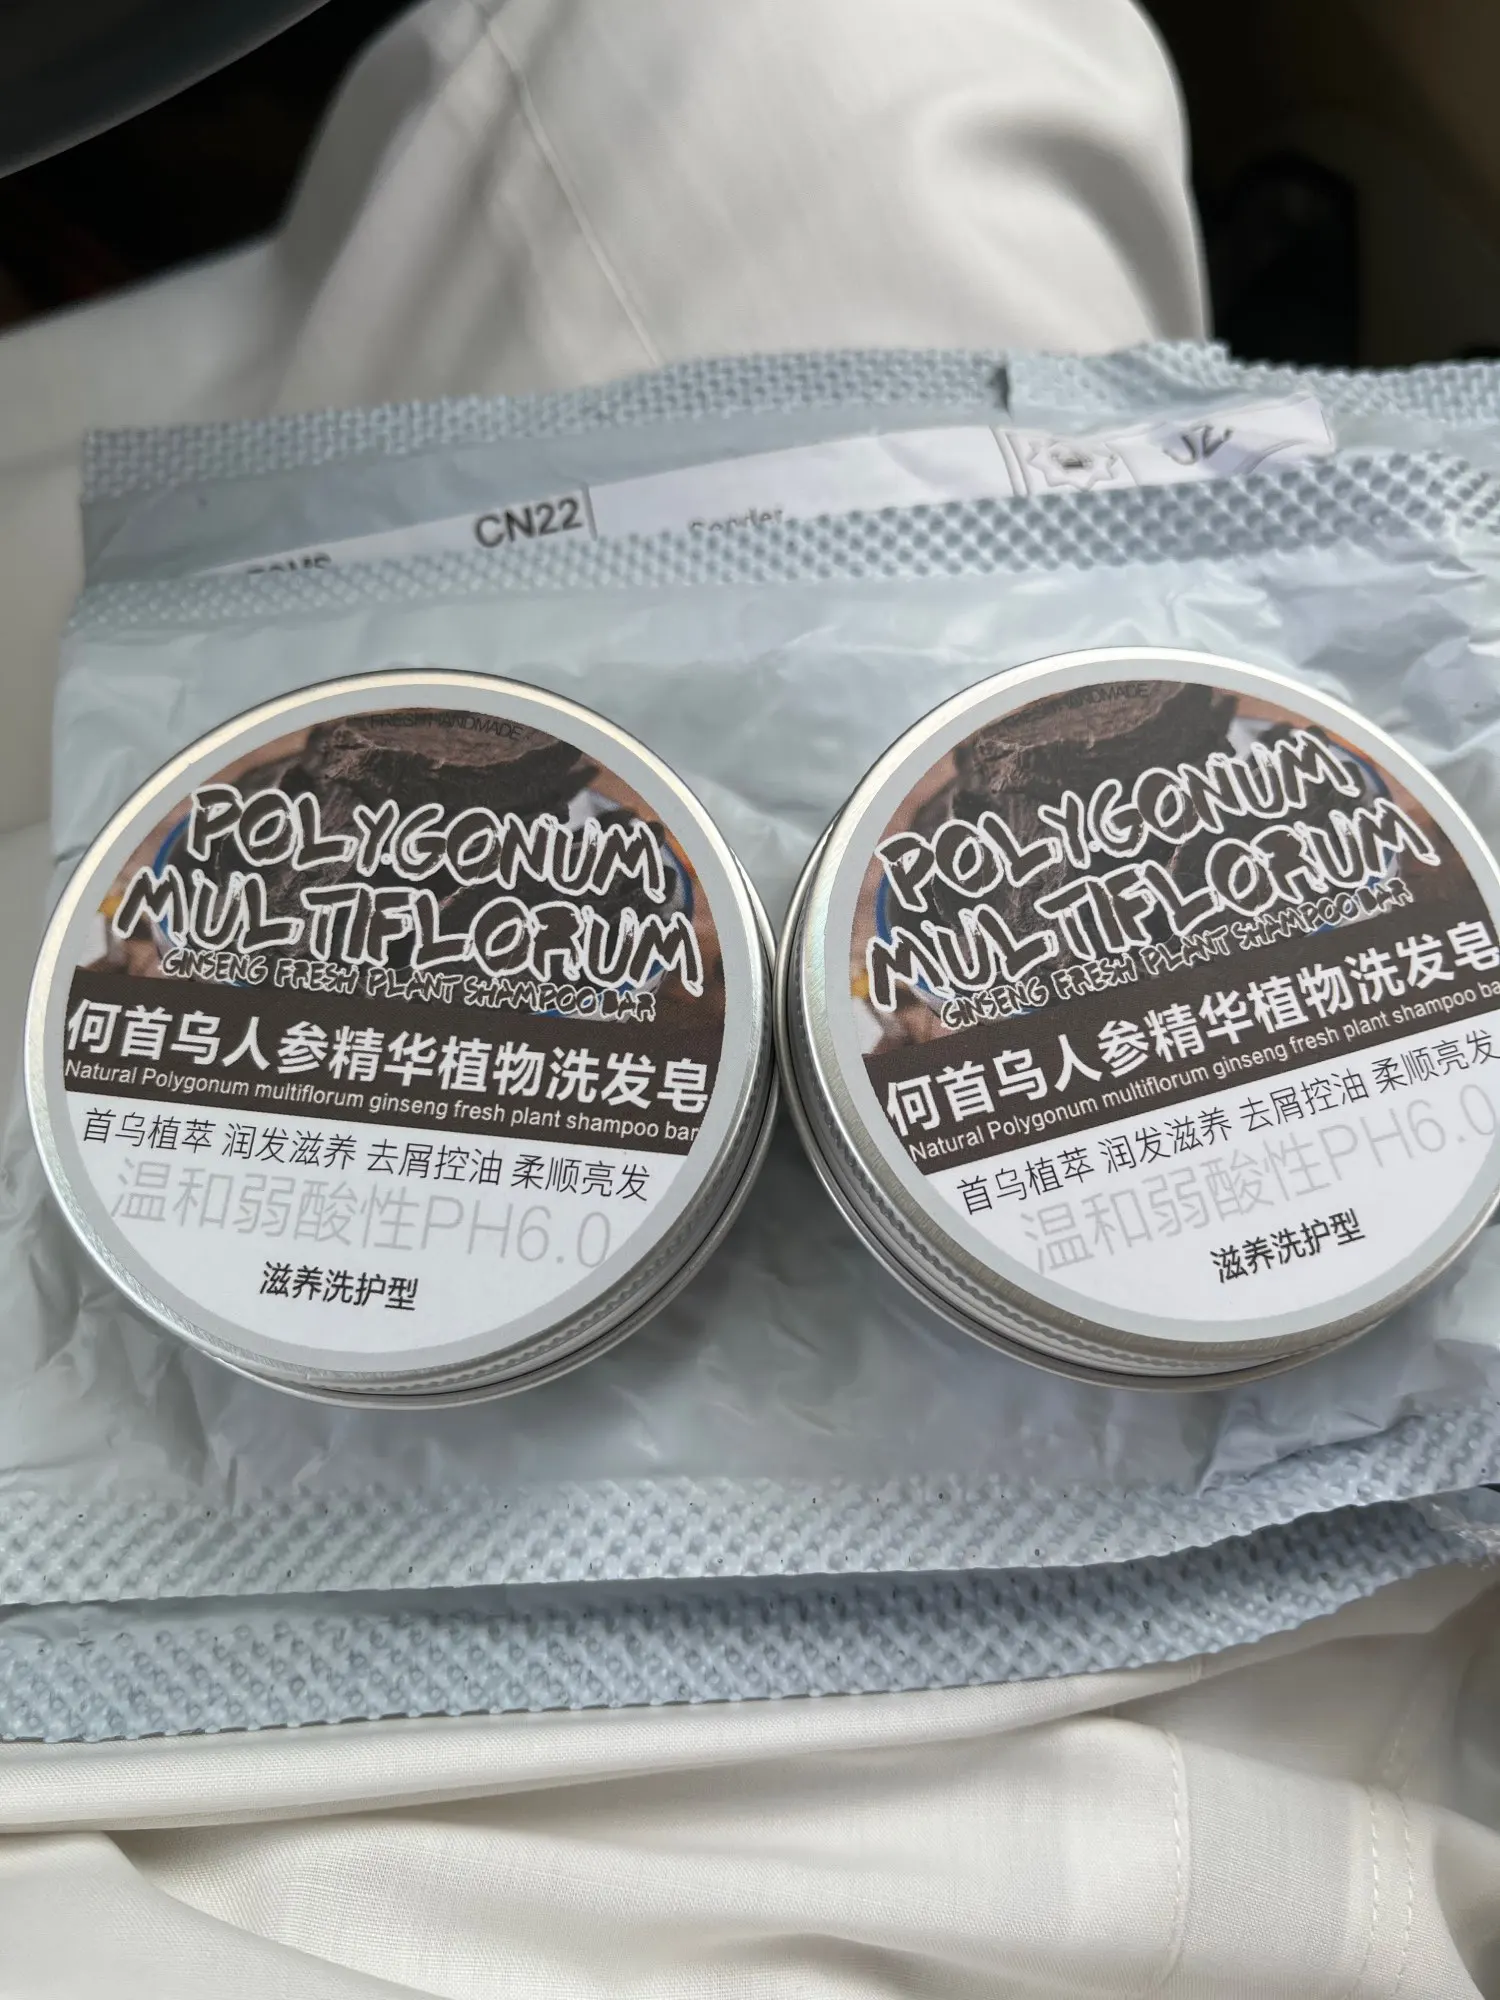 CN22
Sender
JZ
FRESH HANDMADE
POLYGONUM
MULTIFLORUM
GINSENG FRESH PLANT SHAMPOO BAR
何首乌人参精华植物洗发皂
Natural Polygonum multiflorum ginseng fresh plant shampoo bar
首乌植萃 润发滋养 去屑控油 柔顺亮发
温和弱酸性PH6.0
滋养洗护型
HANDMADE
POLYGONUM
MULTIFLORUM
GINSENG FRESH PLANT SHAMPOO BAR
何首乌人参精华植物洗发皂
Natural Polygonum multiflorum ginseng fresh plant shampoo bar
首乌植萃 润发滋养 去屑控油 柔顺亮发
温和弱酸性PH6.0
滋养洗护型